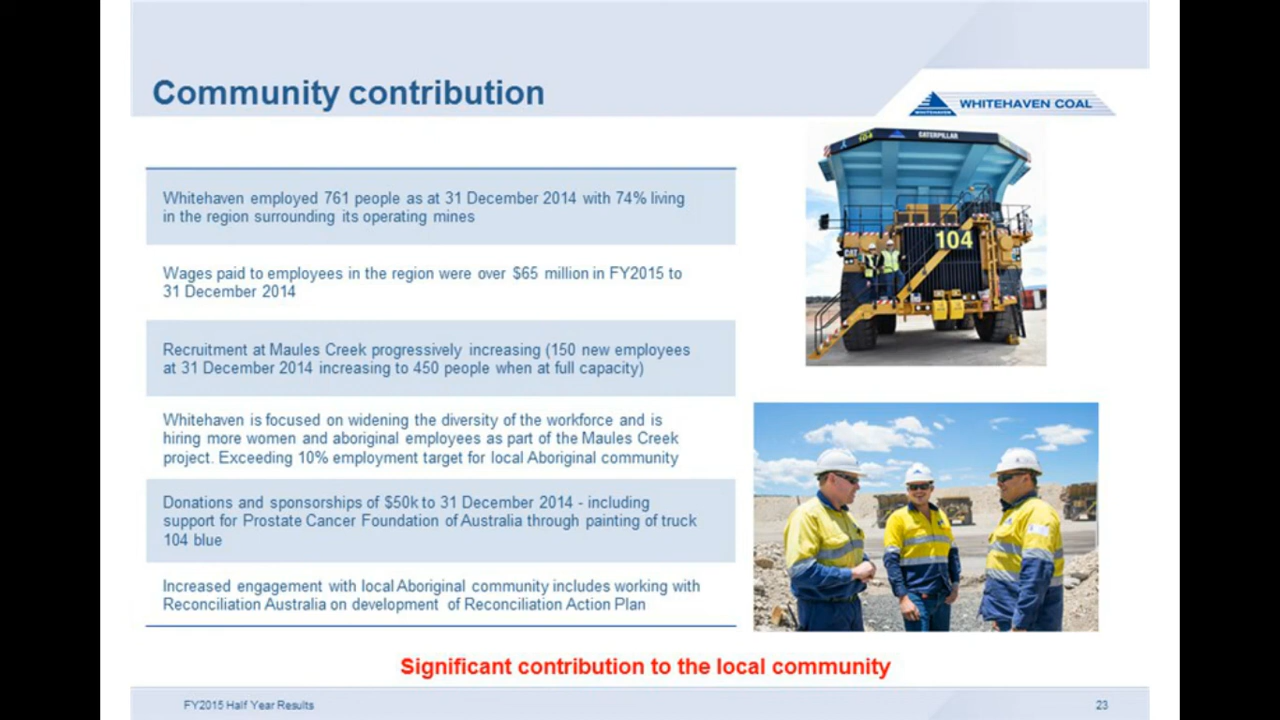 Community contribution
WHITEHAVEN
WHITEHAVEN COAL
Whitehaven employed 761 people as at 31 December 2014 with 74% living
in the region surrounding its operating mines
Wages paid to employees in the region were over $65 million in FY2015 to
31 December 2014
Recruitment at Maules Creek progressively increasing (150 new employees
at 31 December 2014 increasing to 450 people when at full capacity)
Whitehaven is focused on widening the diversity of the workforce and is
hiring more women and aboriginal employees as part of the Maules Creek
project. Exceeding 10% employment target for local Aboriginal community
Donations and sponsorships of $50k to 31 December 2014 - including
support for Prostate Cancer Foundation of Australia through painting of truck
104 blue
Increased engagement with local Aboriginal community includes working with
Reconciliation Australia on development of Reconciliation Action Plan
104
CATERPILLAR
104
CAT
Significant contribution to the local community
FY2015 Half Year Results
23